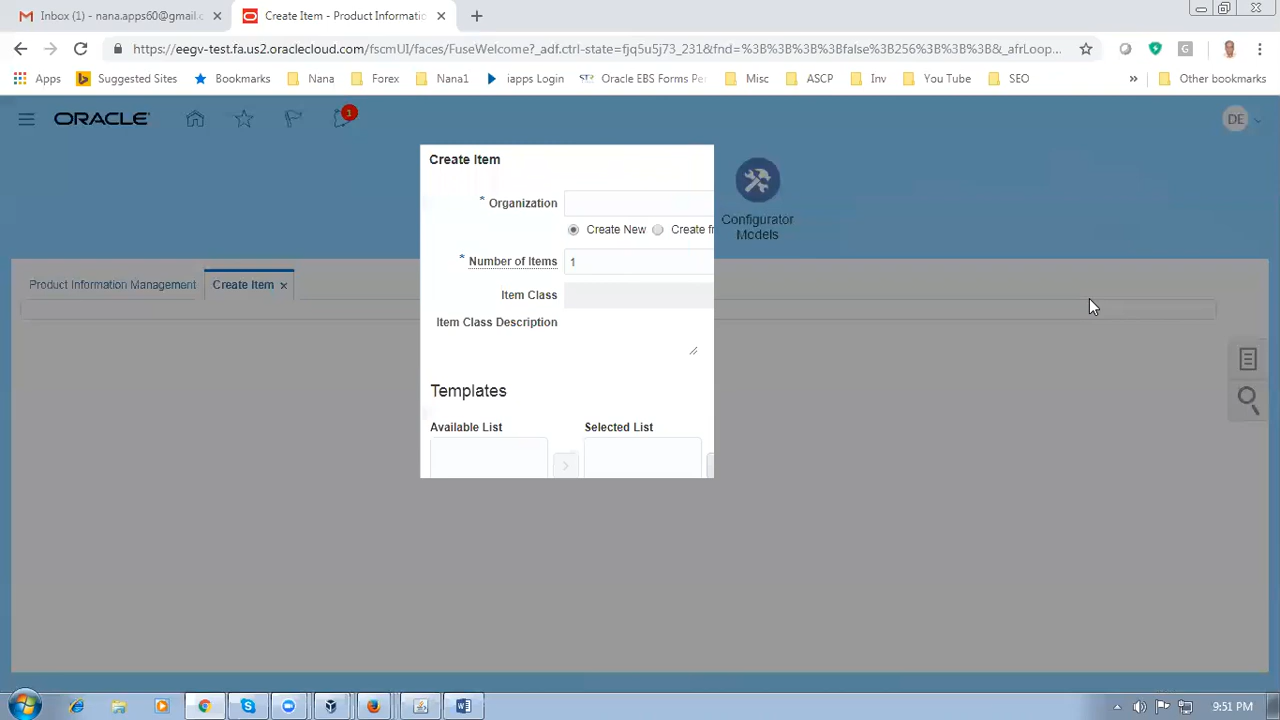 Inbox (1) - nana.apps60@gmail.c
Create Item - Product Informatio
https://eegv-test.fa.us2.oraclecloud.com/fscmUI/faces/FuseWelcome?_adf.ctrl-state=fjq5u5j73_231&fnd=%3B%3B%3B%3Bfalse%3B256%3B%3B%3B&_afrLoop...
Apps
Suggested Sites
Bookmarks
Nana
Forex
Nana1
iapps Login
Oracle EBS Forms Pe
Misc
ASCP
Inv
You Tube
SEO
»
Other bookmarks
ORACLE
1
DE
Configurator
Models
Product Information Management
Create Item
Create Item
* Organization
Create New
Create fr
* Number of Items
1
Item Class
Item Class Description
Templates
Available List
Selected List
9:51 PM